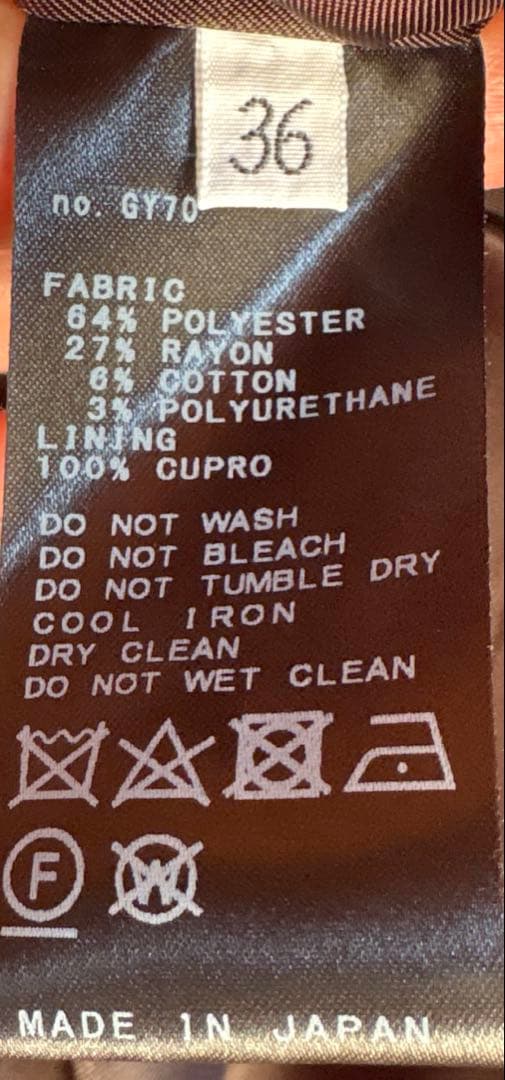 36
no. GY70
FABRIC
64% POLYESTER
27% RAYON
6% COTTON
3% POLYURETHANE
LINING
100% CUPRO
DO NOT WASH
DO NOT BLEACH
DO NOT TUMBLE DRY
COOL IRON
DRY CLEAN
DO NOT WET CLEAN
F W
MADE IN JAPAN